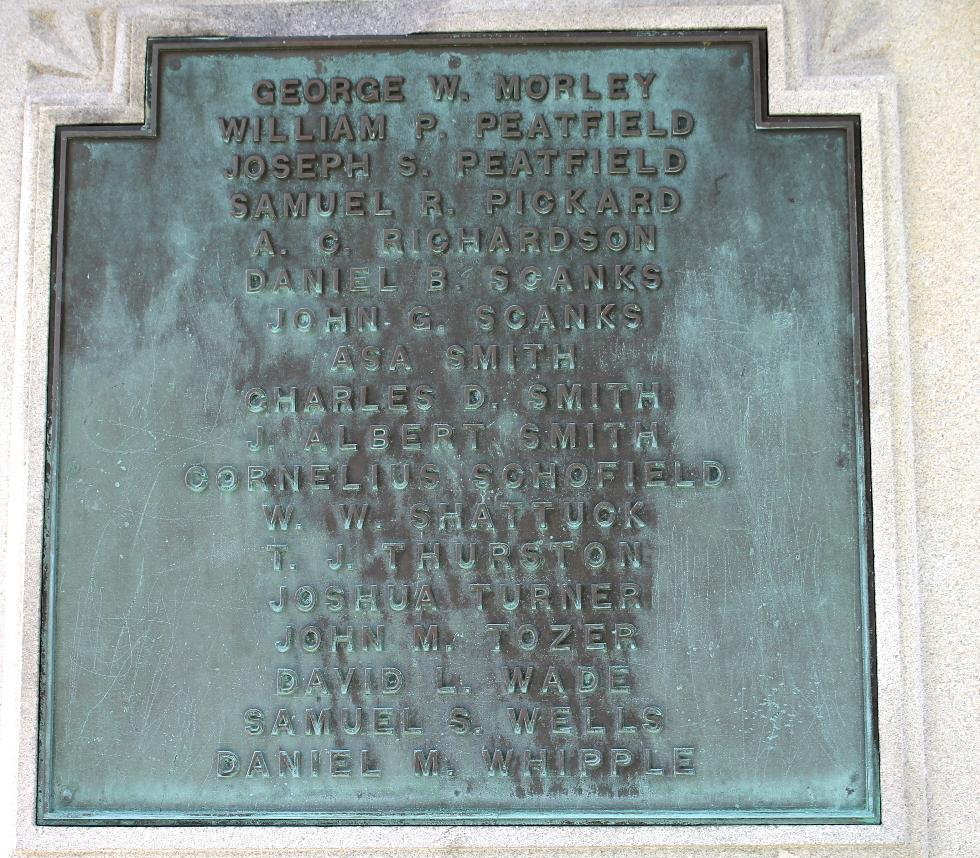 GEORGE W. MORLEY
WILLIAM P. PEATFIELD
JOSEPH S. PEATFIELD
SAMUEL R. PICKARD
A. C. RICHARDSON
DANIEL B. SCANKS
JOHN G. SCANKS
ASA SMITH
CHARLES D. SMITH
J. ALBERT SMITH
CORNELIUS SCHOFIELD
W. W. SHATTUCK
T. J. THURSTON
JOSHUA TURNER
JOHN M. TOZER
DAVID L. WADE
SAMUEL S. WELLS
DANIEL M. WHIPPLE